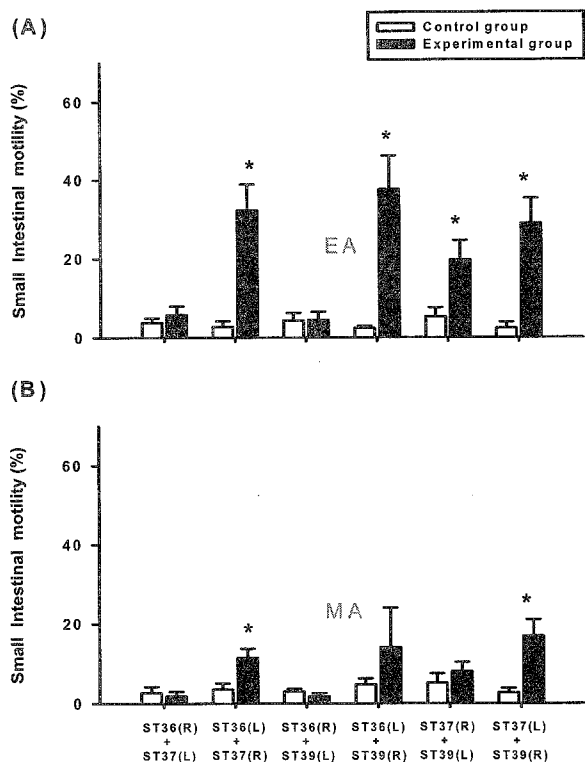 (A)
Control group
Experimental group
Small Intestinal motility (%)
60
40
20
0
*
*
*
*
EA
(B)
Small Intestinal motility (%)
60
40
20
0
*
*
MA
ST36(R) ST36(L) ST36(R) ST36(L) ST37(R) ST37(L)
+ + + + + +
ST37(L) ST37(R) ST39(L) ST39(R) ST39(L) ST39(R)